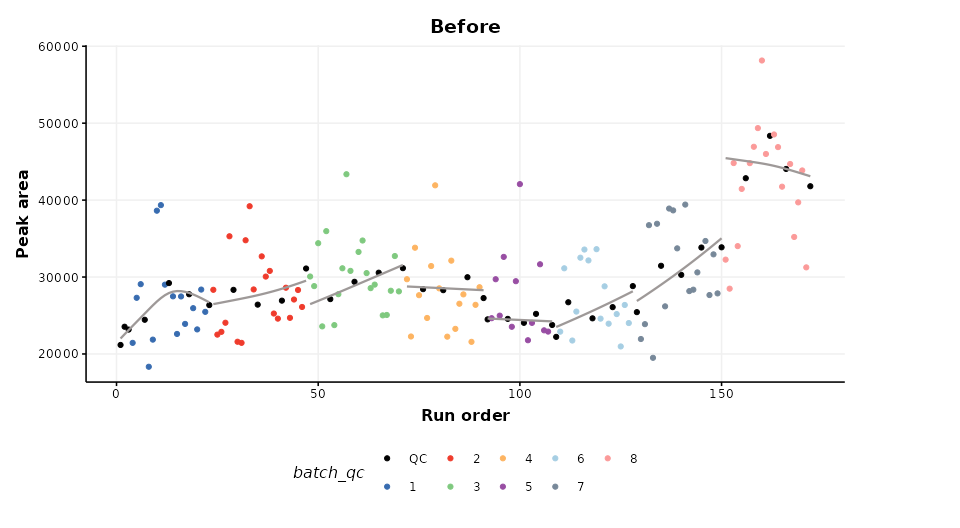 Before
60000
50000
40000
30000
20000
Peak area
0 50 100 150
Run order
batch_qc
QC 2 4 6 8
1 3 5 7